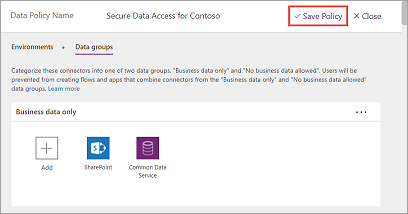 Data Policy Name Secure Data Access for Contoso ✓ Save Policy ✕ Close
Environments • Data groups
Categorize these connectors into one of two data groups, "Business data only" and "No business data allowed". Users will be
prevented from creating flows and apps that combine connectors from the "Business data only" and "No business data allowed"
data groups. Learn more
Business data only ...
Add SharePoint Common Data
Service